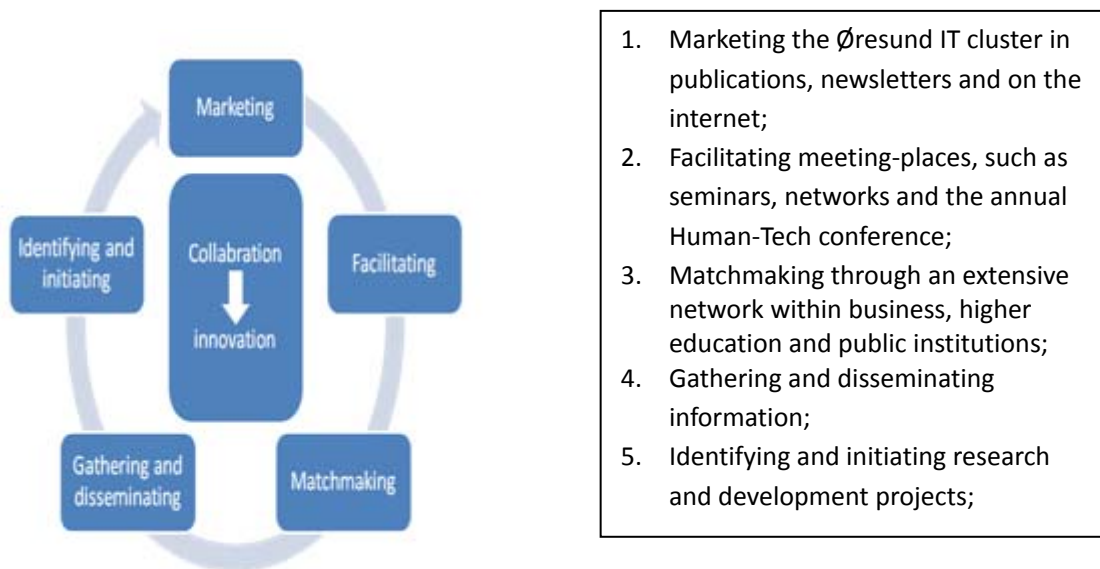 Marketing
Identifying and
initiating
Collabration
innovation
Facilitating
Gathering and
disseminating
Matchmaking
1. Marketing the Øresund IT cluster in
publications, newsletters and on the
internet;
2. Facilitating meeting-places, such as
seminars, networks and the annual
Human-Tech conference;
3. Matchmaking through an extensive
network within business, higher
education and public institutions;
4. Gathering and disseminating
information;
5. Identifying and initiating research
and development projects;